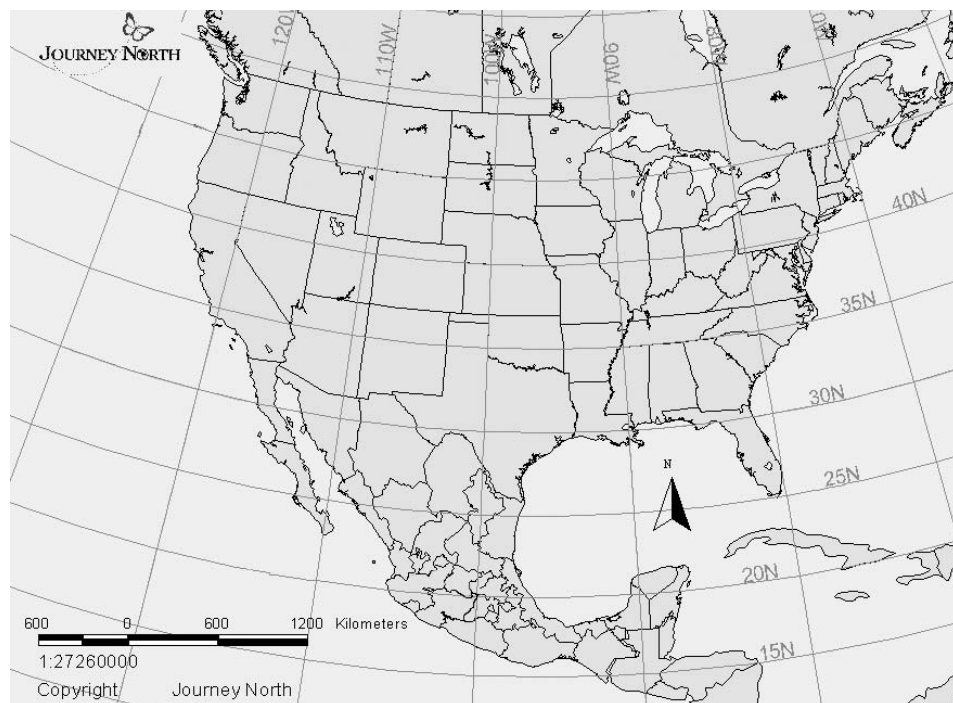 JOURNEY NORTH
120W
110W
100W
90W
80W
40N
35N
30N
N
25N
20N
15N
600 0 600 1200 Kilometers
1:27260000
Copyright Journey North